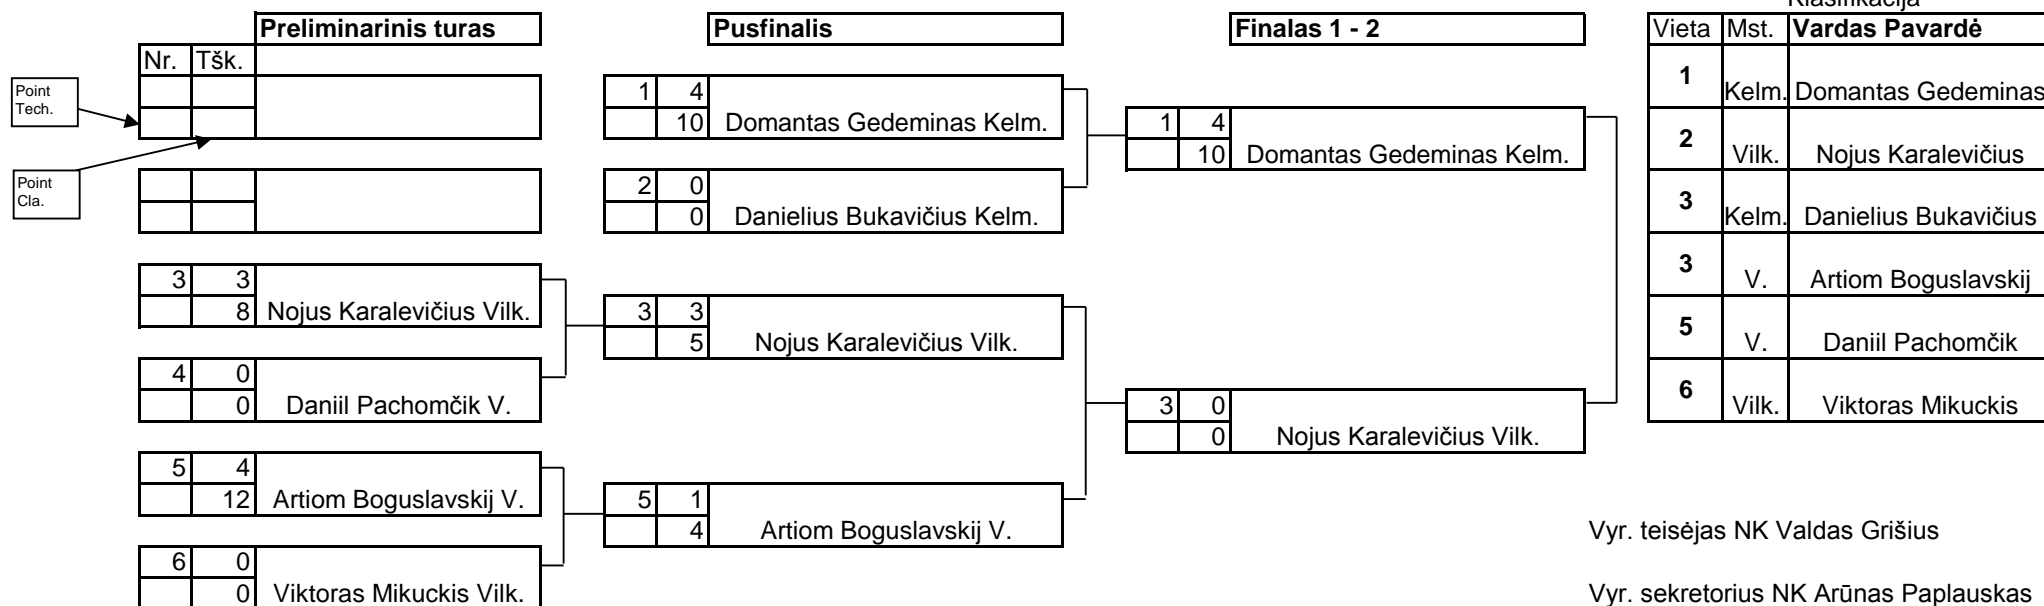 Klasifikacija
Preliminarinis turas Pusfinalis Finalas 1 - 2 Vieta Mst. Vardas Pavardė
Nr. Tšk.
Point
Tech.
Point
Cla.
3 3
8 Nojus Karalevičius Vilk.
4 0
0 Daniil Pachomčik V.
5 4
12 Artiom Boguslavskij V.
6 0
0 Viktoras Mikuckis Vilk.
1 4
10 Domantas Gedeminas Kelm.
2 0
0 Danielius Bukavičius Kelm.
3 3
5 Nojus Karalevičius Vilk.
5 1
4 Artiom Boguslavskij V.
1 4
10 Domantas Gedeminas Kelm.
3 0
0 Nojus Karalevičius Vilk.
1 Kelm. Domantas Gedeminas
2 Vilk. Nojus Karalevičius
3 Kelm. Danielius Bukavičius
3 V. Artiom Boguslavskij
5 V. Daniil Pachomčik
6 Vilk. Viktoras Mikuckis
Vyr. teisėjas NK Valdas Grišius
Vyr. sekretorius NK Arūnas Paplauskas